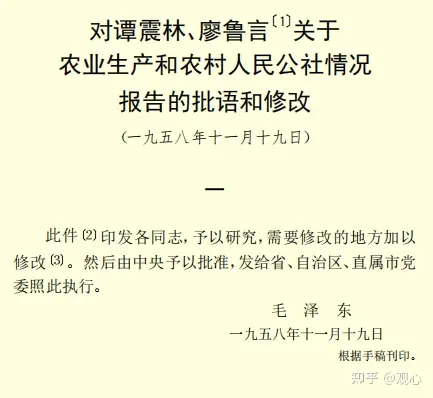 对谭震林、廖鲁言〔1〕关于
农业生产和农村人民公社情况
报告的批语和修改
（一九五八年十一月十九日）
一
此件〔2〕印发各同志，予以研究，需要修改的地方加以
修改〔3〕。然后由中央予以批准，发给省、自治区、直属市党
委照此执行。
毛泽东
一九五八年十一月十九日
根据手稿刊印。
知乎 @观心